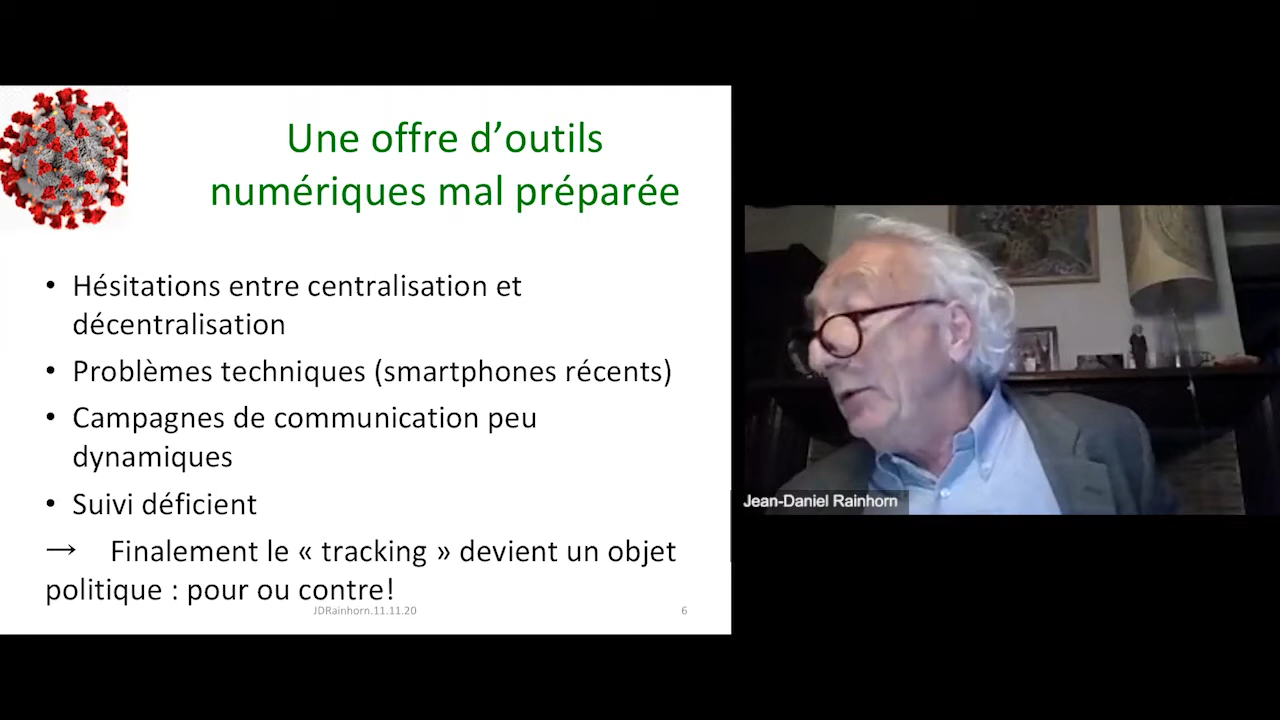 Une offre d’outils
numériques mal préparée
• Hésitations entre centralisation et
décentralisation
• Problèmes techniques (smartphones récents)
• Campagnes de communication peu
dynamiques
• Suivi déficient
→ Finalement le « tracking » devient un objet
politique : pour ou contre!
JDRainhorn.11.11.20
6
Jean-Daniel Rainhorn